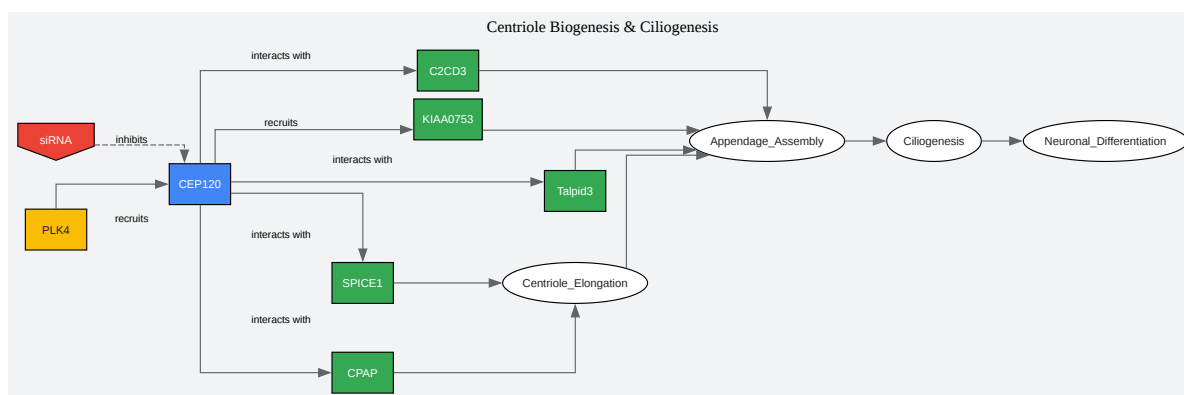 Centriole Biogenesis & Ciliogenesis
interacts with
C2CD3
recruits
KIAA0753
siRNA
inhibits
Appendage_Assembly
Ciliogenesis
Neuronal_Differentiation
interacts with
CEP120
Talpid3
PLK4
recruits
interacts with
SPICE1
Centriole_Elongation
interacts with
CPAP